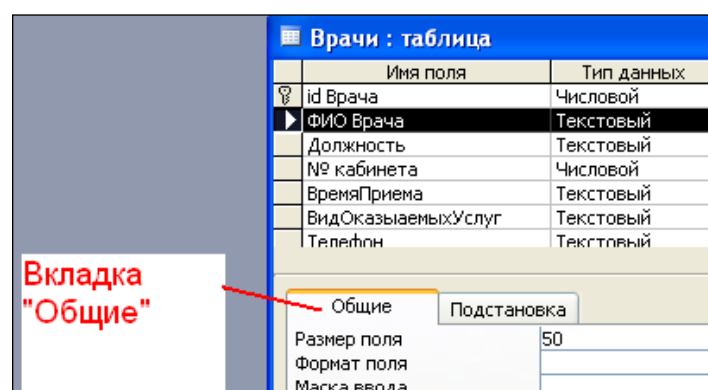 Врачи : таблица
Имя поля Тип данных
id Врача Числовой
ФИО Врача Текстовый
Должность Текстовый
№ кабинета Числовой
ВремяПриема Текстовый
ВидОказыаемыхУслуг Текстовый
Телефон Текстовый
Вкладка
"Общие"
Общие Подстановка
Размер поля 50
Формат поля
Маска ввода